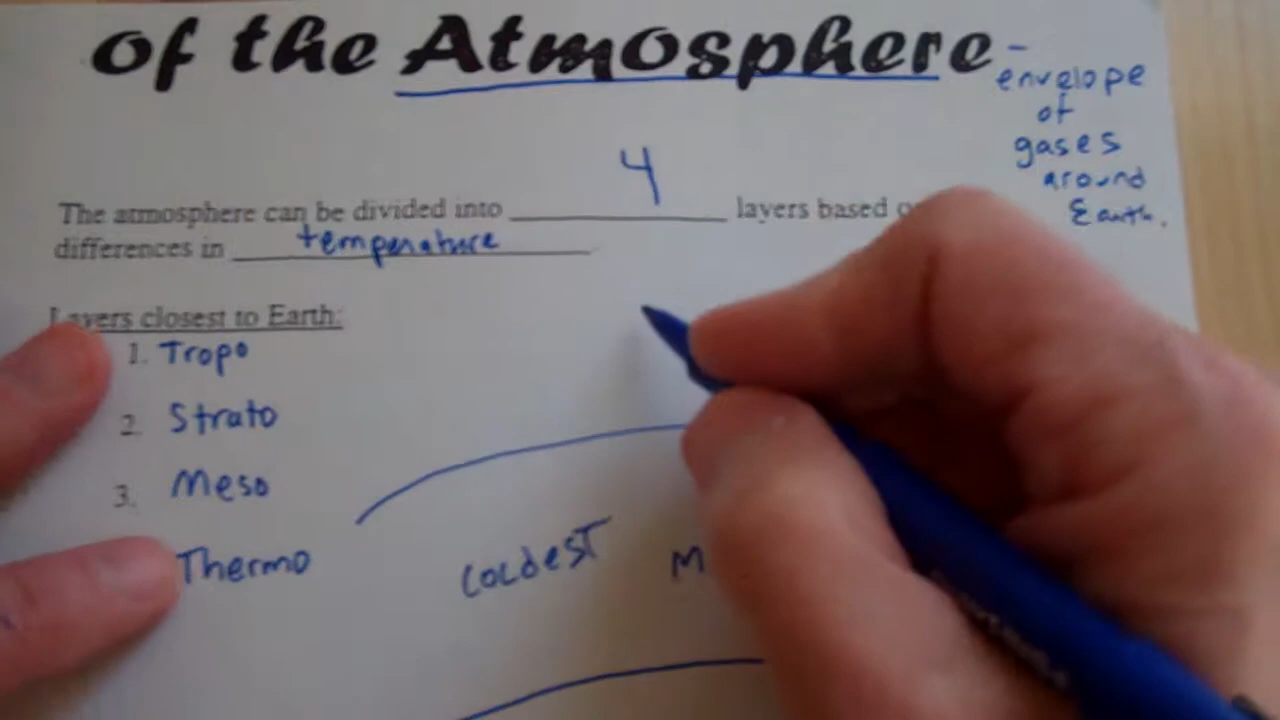 of the Atmosphere -
envelope
of
gases
around
Earth.
The atmosphere can be divided into 4 layers based
differences in temperature
Layers closest to Earth:
1. Tropo
2. Strato
3. Meso
Thermo
Coldest M